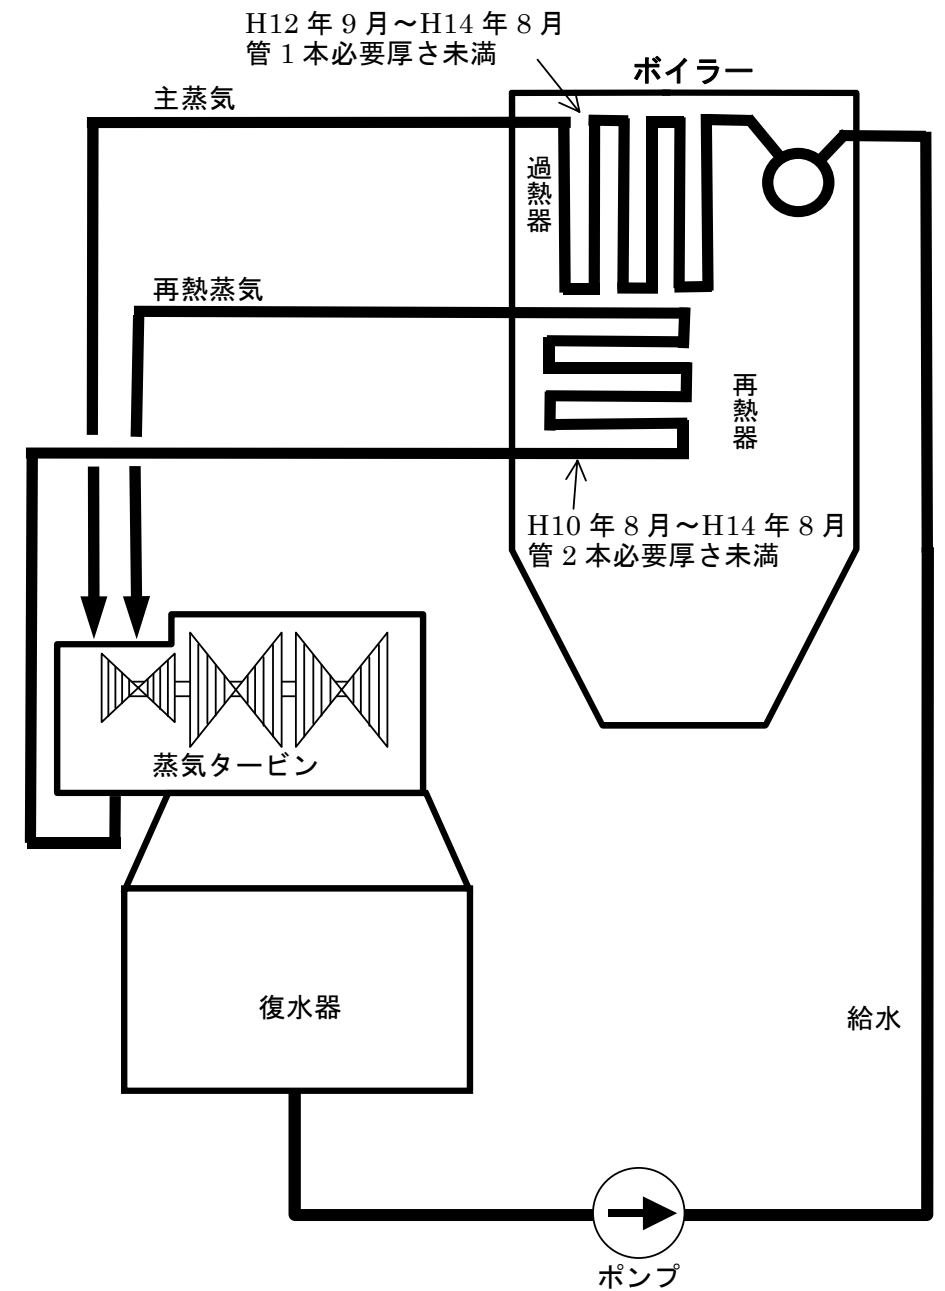 H12 年 9 月～H14 年 8 月
管 1 本必要厚さ未満
ボイラー
主蒸気
過熱器
再熱蒸気
再熱器
H10 年 8 月～H14 年 8 月
管 2 本必要厚さ未満
蒸気タービン
復水器
給水
ポンプ